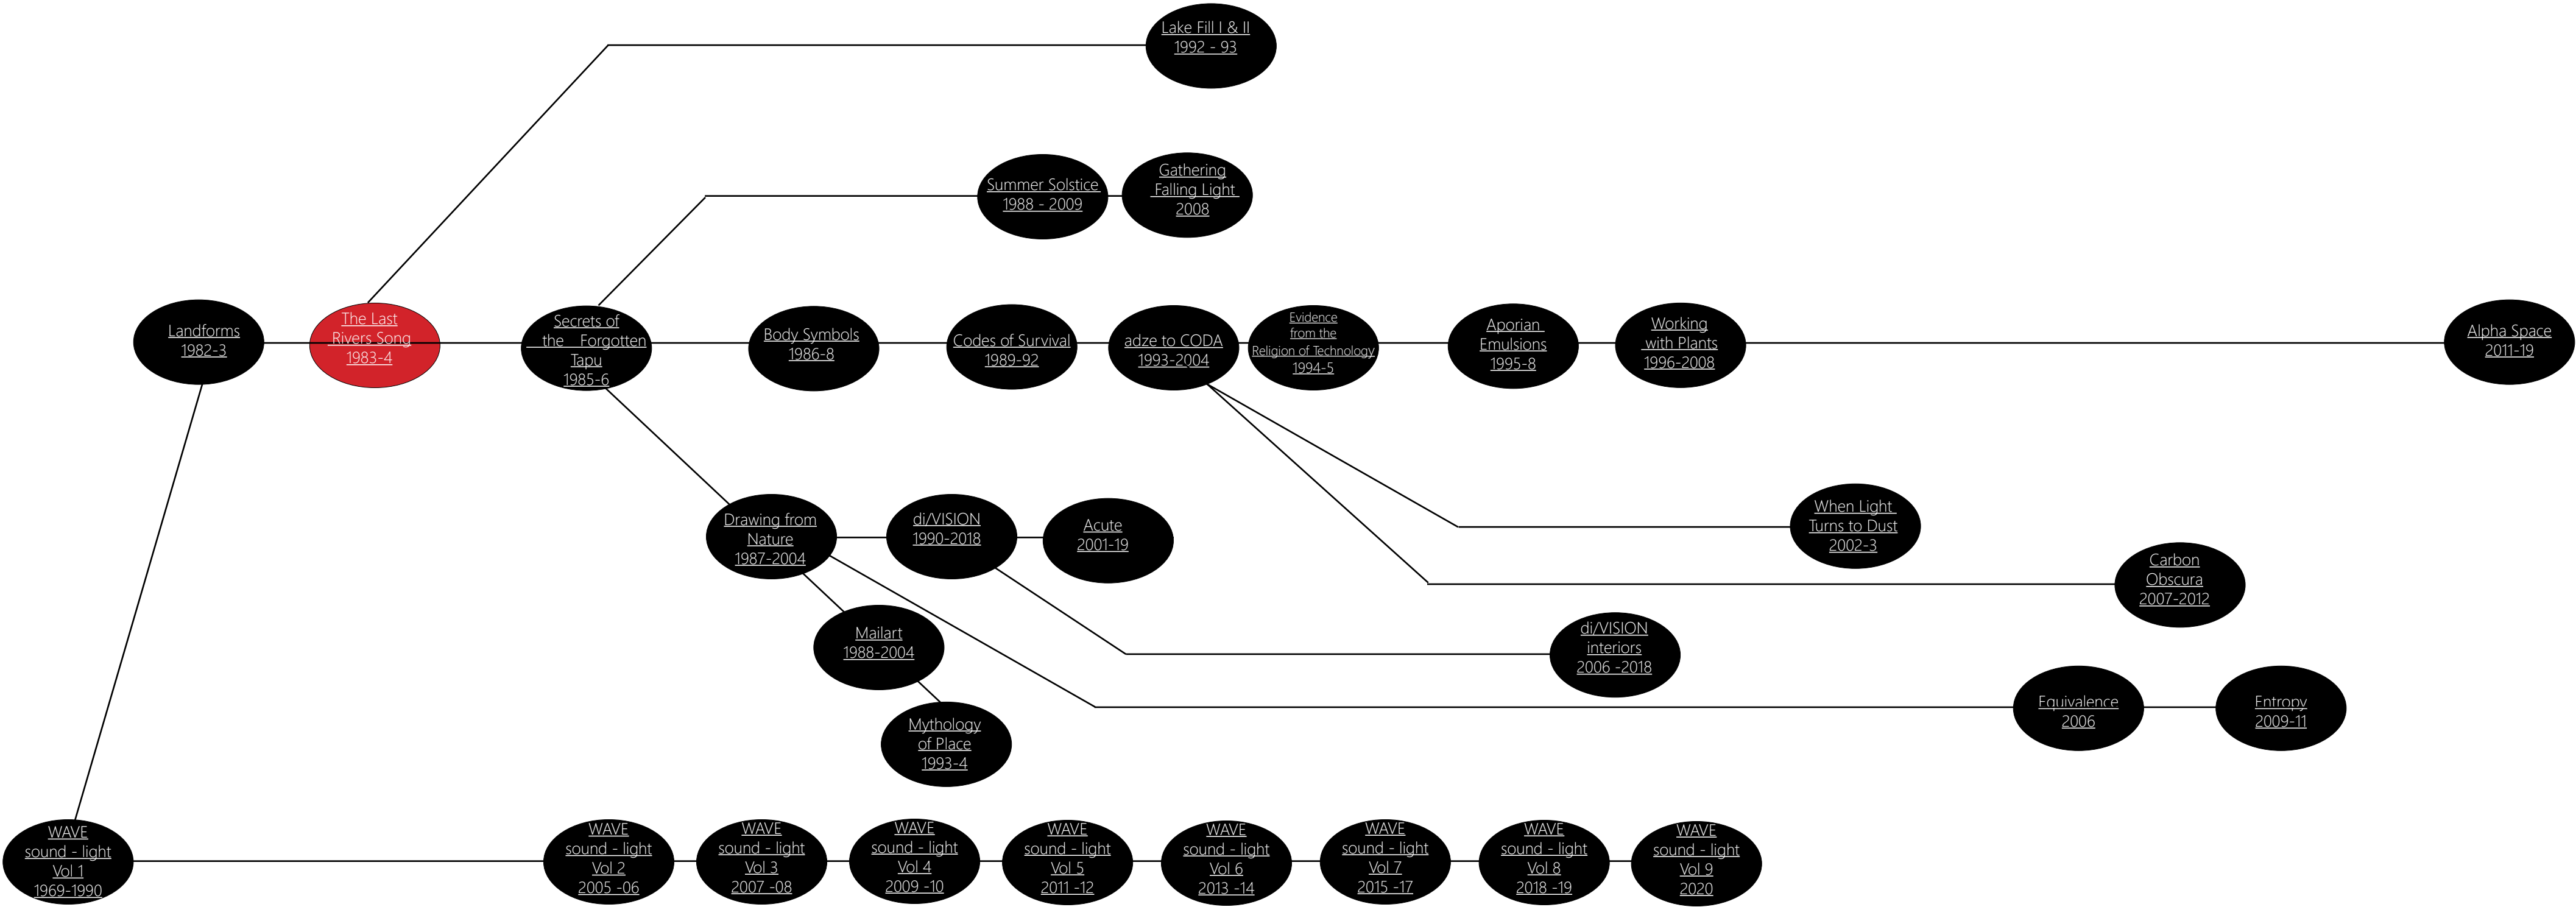 Lake Fill I & II
1992 - 93
Summer Solstice
1988 - 2009
Gathering
Falling Light
2008
Landforms
1982-3
The Last
Rivers Song
1983-4
Secrets of
the Forgotten
Tapu
1985-6
Body Symbols
1986-8
Codes of Survival
1989-92
adze to CODA
1993-2004
Evidence
from the
Religion of Technology
1994-5
Aporian
Emulsions
1995-8
Working
with Plants
1996-2008
Alpha Space
2011-19
Drawing from
Nature
1987-2004
di/VISION
1990-2018
Acute
2001-19
When Light
Turns to Dust
2002-3
Carbon
Obscura
2007-2012
Mailart
1988-2004
di/VISION
interiors
2006 -2018
Mythology
of Place
1993-4
Equivalence
2006
Entropy
2009-11
WAVE
sound - light
Vol 1
1969-1990
WAVE
sound - light
Vol 2
2005 -06
WAVE
sound - light
Vol 3
2007 -08
WAVE
sound - light
Vol 4
2009 -10
WAVE
sound - light
Vol 5
2011 -12
WAVE
sound - light
Vol 6
2013 -14
WAVE
sound - light
Vol 7
2015 -17
WAVE
sound - light
Vol 8
2018 -19
WAVE
sound - light
Vol 9
2020